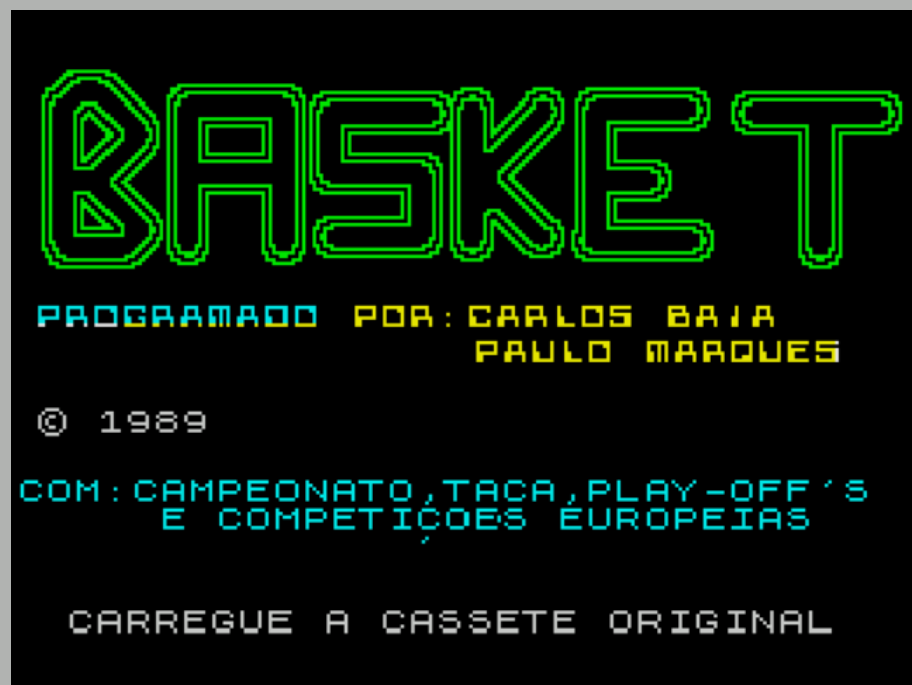 BASKET
PROGRAMADO POR: CARLOS BAIA
PAULO MARQUES
© 1989
COM:CAMPEONATO,TACA,PLAY-OFF´S
E COMPETIÇOES EUROPEIAS
CARREGUE A CASSETE ORIGINAL